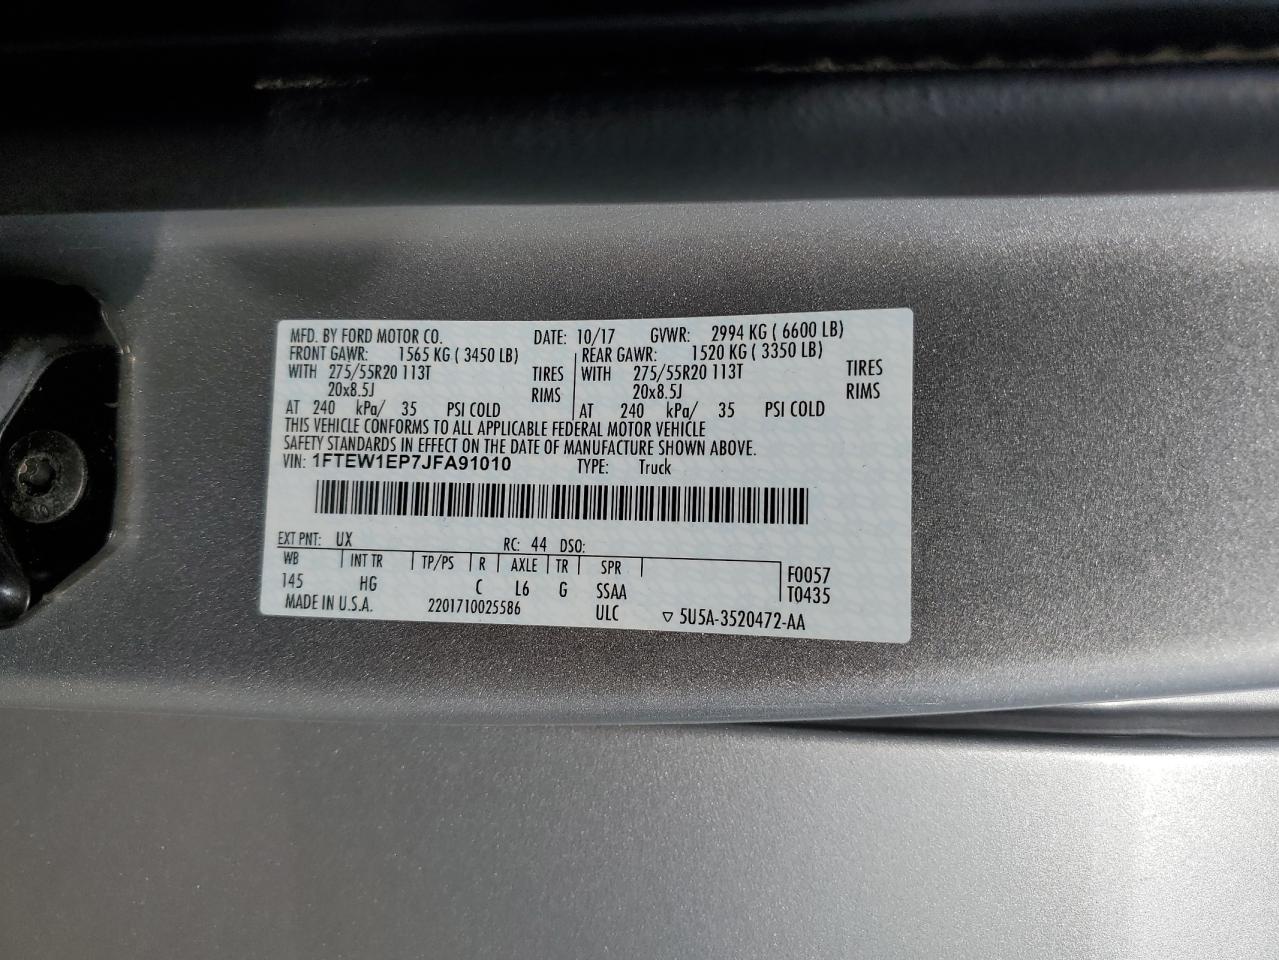 MFD. BY FORD MOTOR CO. DATE: 10/17 GVWR: 2994 KG ( 6600 LB)
FRONT GAWR: 1565 KG ( 3450 LB) REAR GAWR: 1520 KG ( 3350 LB)
WITH 275/55R20 113T TIRES WITH 275/55R20 113T TIRES
20x8.5J RIMS 20x8.5J RIMS
AT 240 kPa/ 35 PSI COLD AT 240 kPa/ 35 PSI COLD
THIS VEHICLE CONFORMS TO ALL APPLICABLE FEDERAL MOTOR VEHICLE
SAFETY STANDARDS IN EFFECT ON THE DATE OF MANUFACTURE SHOWN ABOVE.
VIN: 1FTEW1EP7JFA91010 TYPE: Truck
EXT PNT: UX RC: 44 DSO:
WB INT TR TP/PS R AXLE TR SPR F0057
145 HG C L6 G SSAA T0435
MADE IN U.S.A. 2201710025586 ULC ▽ 5U5A-3520472-AA